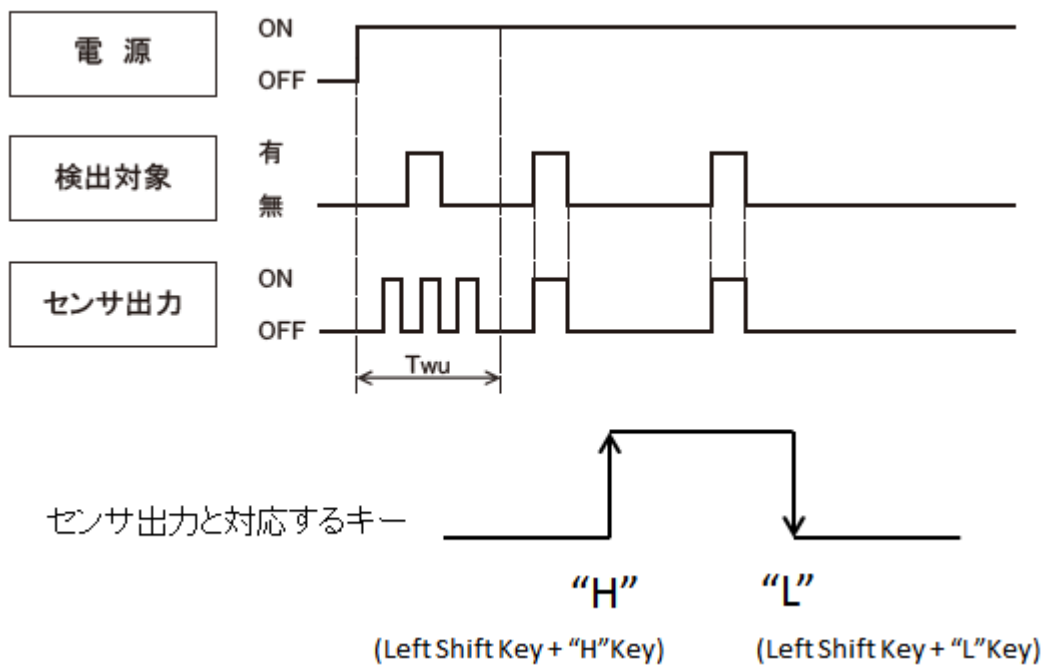 ON
電 源
OFF
有
検出対象
無
ON
センサ出力
OFF
Twu
センサ出力と対応するキー
“H”
“L”
(Left Shift Key + “H”Key)
(Left Shift Key + “L”Key)